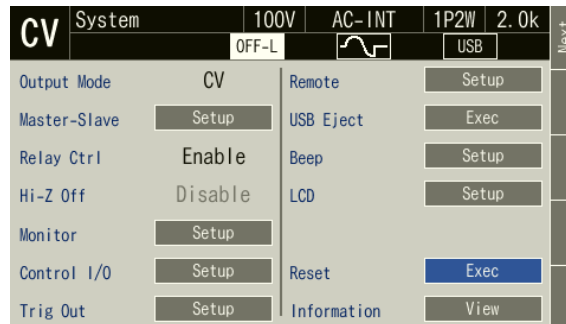 CV System 100V AC-INT 1P2W 2.0k
OFF-L USB
Next
Output Mode CV
Master-Slave Setup
Relay Ctrl Enable
Hi-Z Off Disable
Monitor Setup
Control I/O Setup
Trig Out Setup
Remote Setup
USB Eject Exec
Beep Setup
LCD Setup
Reset Exec
Information View